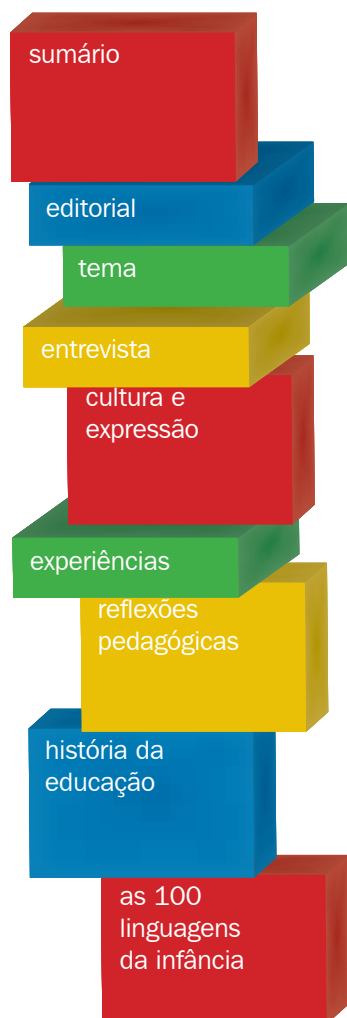 sumário
editorial
tema
entrevista
cultura e
expressão
experiências
reflexões
pedagógicas
história da
educação
as 100
linguagens
da infância